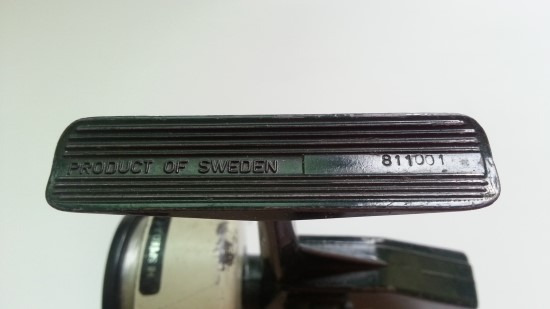 PRODUCT OF SWEDEN 811001